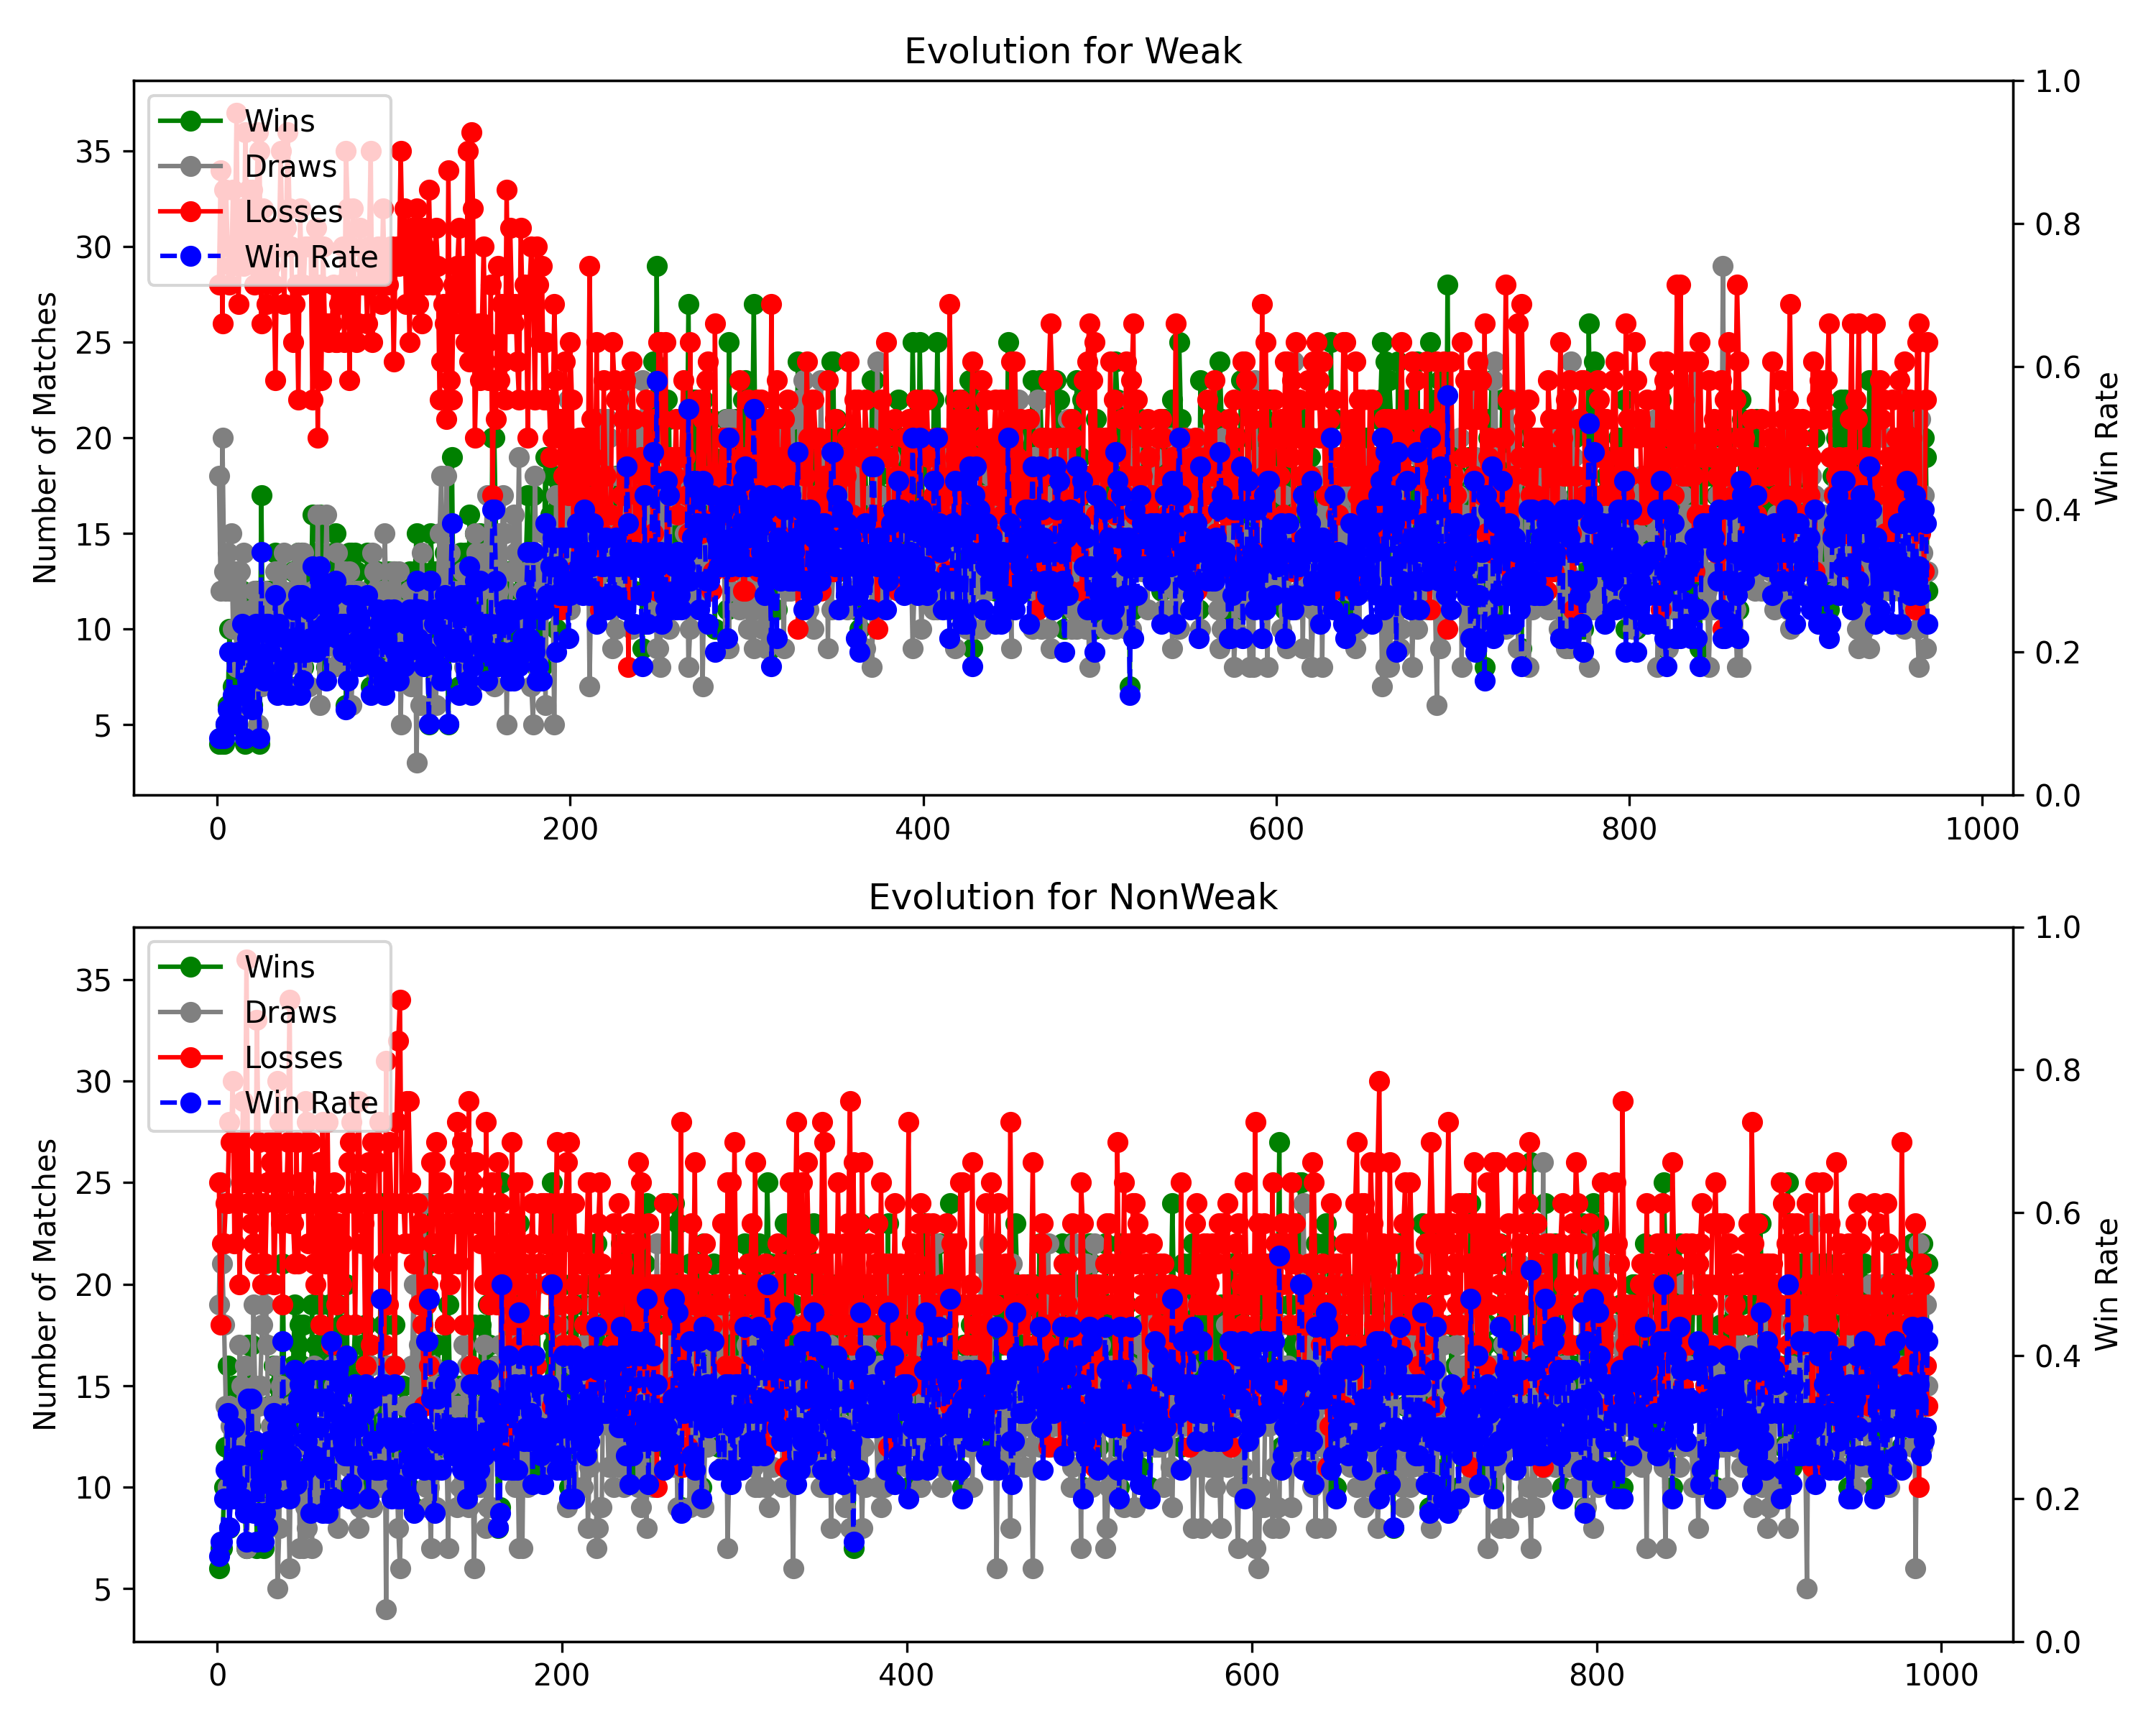 Evolution for Weak
Wins
Draws
Losses
Win Rate
Number of Matches
35
30
25
20
15
10
5
1.0
0.8
0.6
0.4
0.2
0.0
Win Rate
0 200 400 600 800 1000
Evolution for NonWeak
Wins
Draws
Losses
Win Rate
Number of Matches
35
30
25
20
15
10
5
1.0
0.8
0.6
0.4
0.2
0.0
Win Rate
0 200 400 600 800 1000